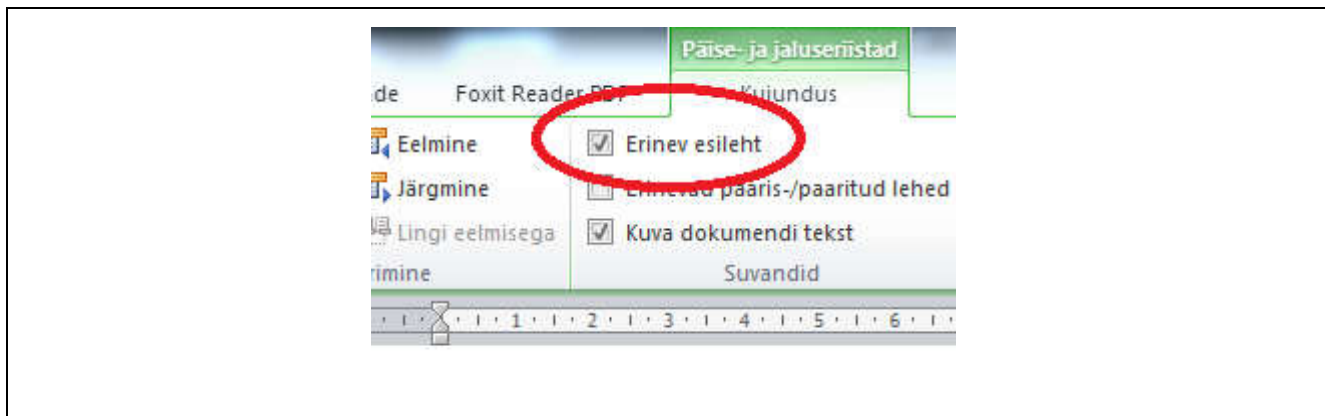 Päise- ja jaluseriistad
de Foxit Reader PDF Kujundus
Eelmine Erinev esileht
Järgmine Erinevad paaris-/paaritud lehed
Lingi eelmisega Kuva dokumendi tekst
rimine Suvandid
1 2 3 4 5 6